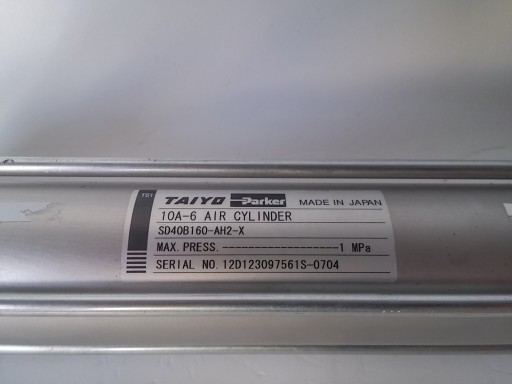 TS1
TAIYO Parker MADE IN JAPAN
10A-6 AIR CYLINDER
SD40B160-AH2-X
MAX. PRESS.-------------------1 MPa
SERIAL NO.12D123097561S-0704